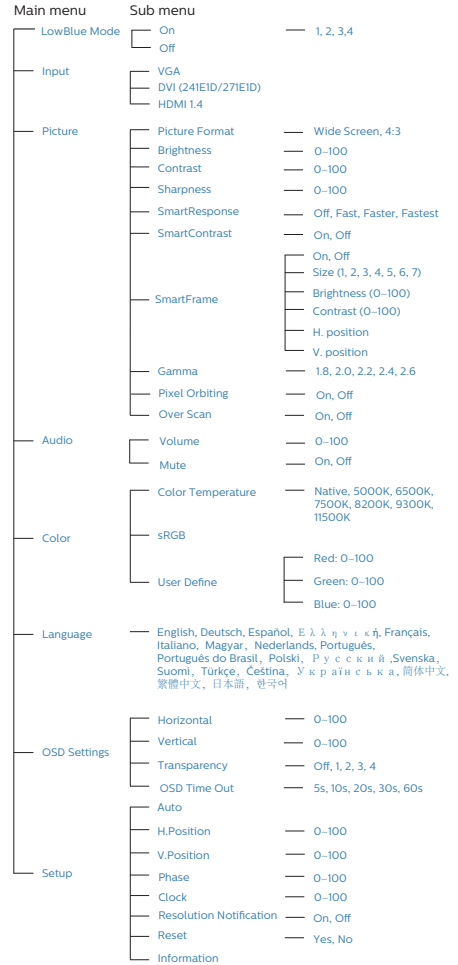 Main menu Sub menu
LowBlue Mode On 1, 2, 3,4
Off
Input VGA
DVI (241E1D/271E1D)
HDMI 1.4
Picture Picture Format Wide Screen, 4:3
Brightness 0–100
Contrast 0–100
Sharpness 0–100
SmartResponse Off, Fast, Faster, Fastest
SmartContrast On, Off
On, Off
Size (1, 2, 3, 4, 5, 6, 7)
Brightness (0–100)
SmartFrame
Contrast (0–100)
H. position
V. position
Gamma 1.8, 2.0, 2.2, 2.4, 2.6
Pixel Orbiting On, Off
Over Scan On, Off
Audio Volume 0–100
Mute On, Off
Color Temperature Native, 5000K, 6500K,
7500K, 8200K, 9300K,
11500K
Color sRGB
Red: 0–100
User Define Green: 0–100
Blue: 0–100
Language English, Deutsch, Español, Ελληνική, Français,
Italiano, Magyar, Nederlands, Português,
Português do Brasil, Polski, Русский ,Svenska,
Suomi, Türkçe, Čeština, Українська, 简体中文,
繁體中文, 日本語, 한국어
Horizontal 0–100
Vertical 0–100
OSD Settings
Transparency Off, 1, 2, 3, 4
OSD Time Out 5s, 10s, 20s, 30s, 60s
Auto
H.Position 0–100
V.Position 0–100
Setup Phase 0–100
Clock 0–100
Resolution Notification On, Off
Reset Yes, No
Information